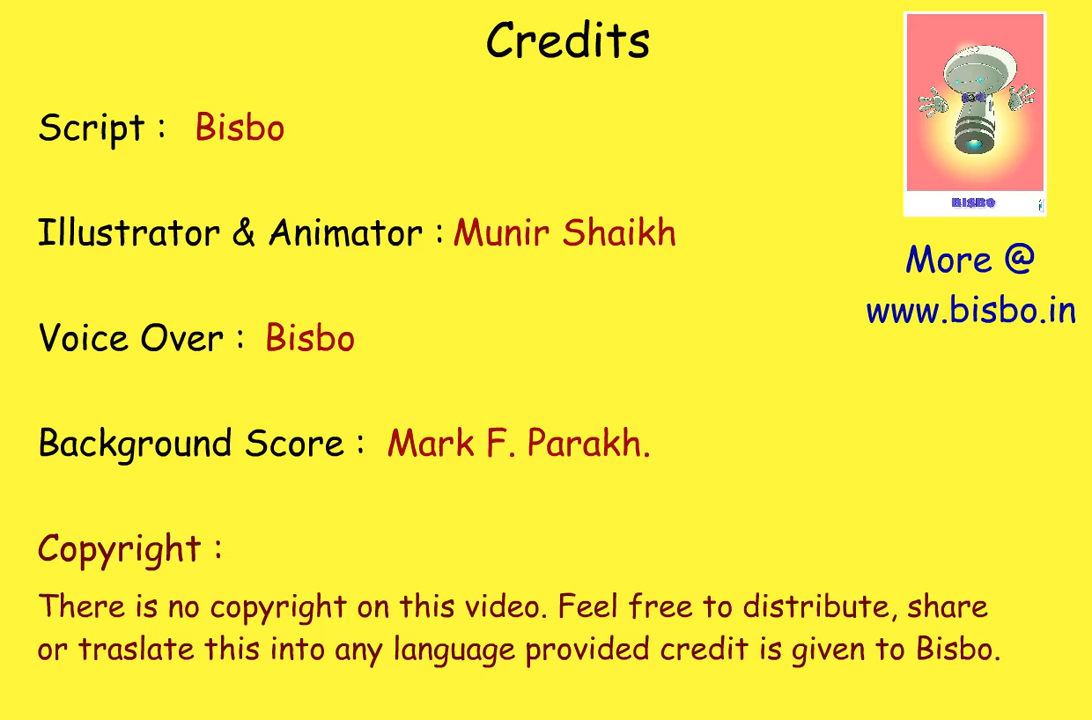 Credits
Script : Bisbo
Illustrator & Animator : Munir Shaikh
Voice Over : Bisbo
Background Score : Mark F. Parakh.
Copyright :
There is no copyright on this video. Feel free to distribute, share
or traslate this into any language provided credit is given to Bisbo.
BISBO
More @
www.bisbo.in